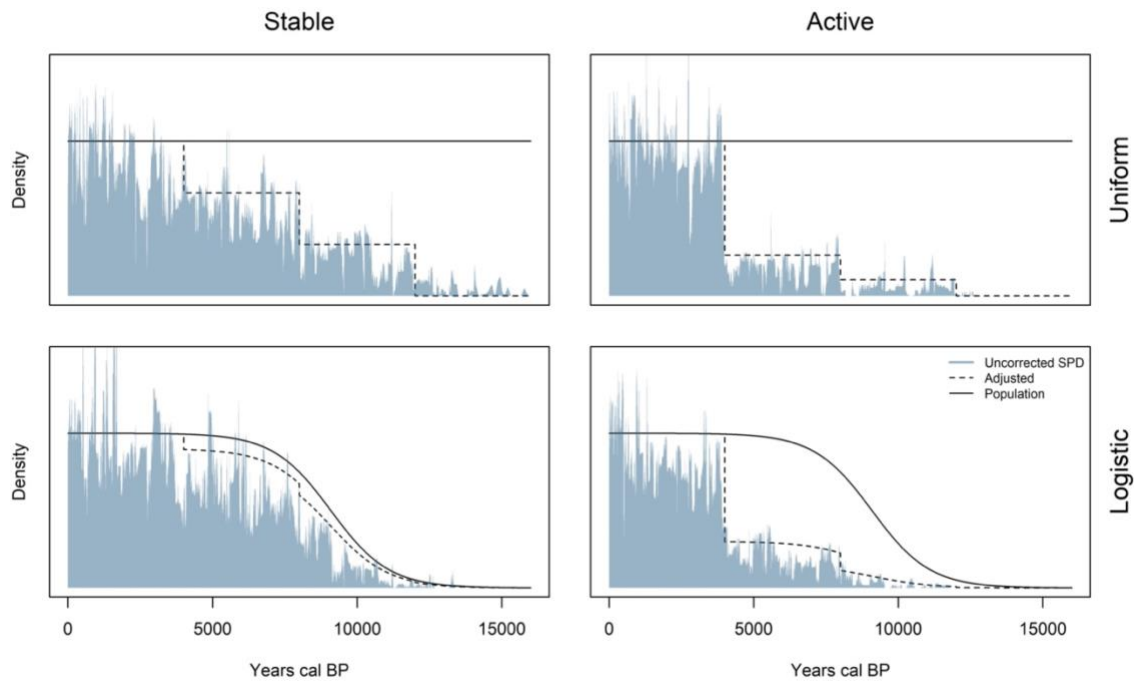 Stable
Active
Density
Uniform
Uncorrected SPD
Adjusted
Population
Density
Logistic
0 5000 10000 15000
0 5000 10000 15000
Years cal BP
Years cal BP